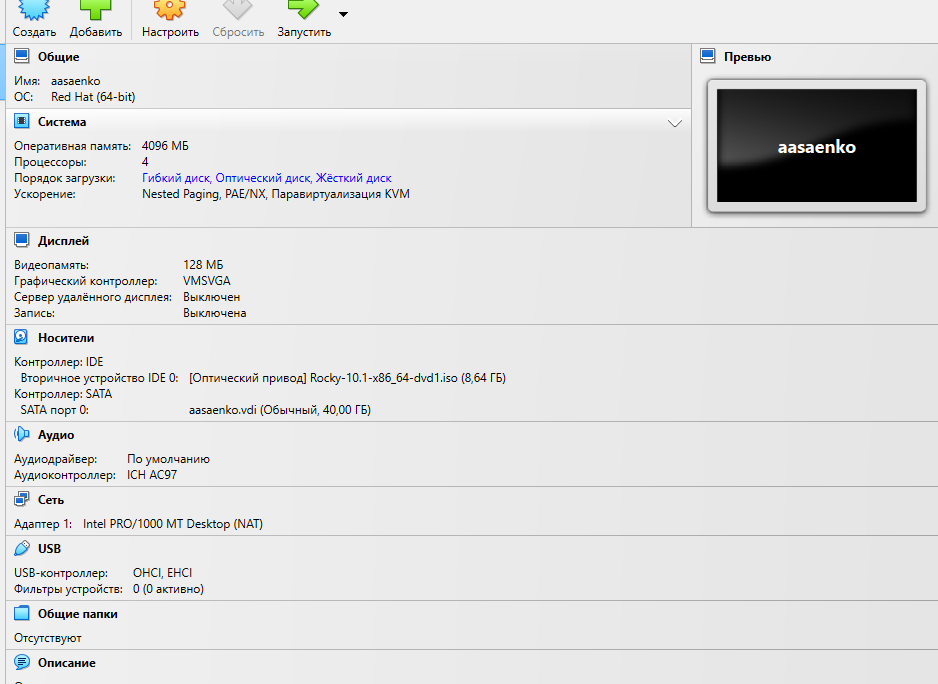 Создать Добавить Настроить Сбросить Запустить
Общие
Имя: aasaenko
ОС: Red Hat (64-bit)
Превью
aasaenko
Система
Оперативная память: 4096 МБ
Процессоры: 4
Порядок загрузки: Гибкий диск, Оптический диск, Жёсткий диск
Ускорение: Nested Paging, PAE/NX, Паравиртуализация KVM
Дисплей
Видеопамять: 128 МБ
Графический контроллер: VMSVGA
Сервер удалённого дисплея: Выключен
Запись: Выключена
Носители
Контроллер: IDE
Вторичное устройство IDE 0: [Оптический привод] Rocky-10.1-x86_64-dvd1.iso (8,64 ГБ)
Контроллер: SATA
SATA порт 0: aasaenko.vdi (Обычный, 40,00 ГБ)
Аудио
Аудиодрайвер: По умолчанию
Аудиоконтроллер: ICH AC97
Сеть
Адаптер 1: Intel PRO/1000 MT Desktop (NAT)
USB
USB-контроллер: OHCI, EHCI
Фильтры устройств: 0 (0 активно)
Общие папки
Отсутствуют
Описание